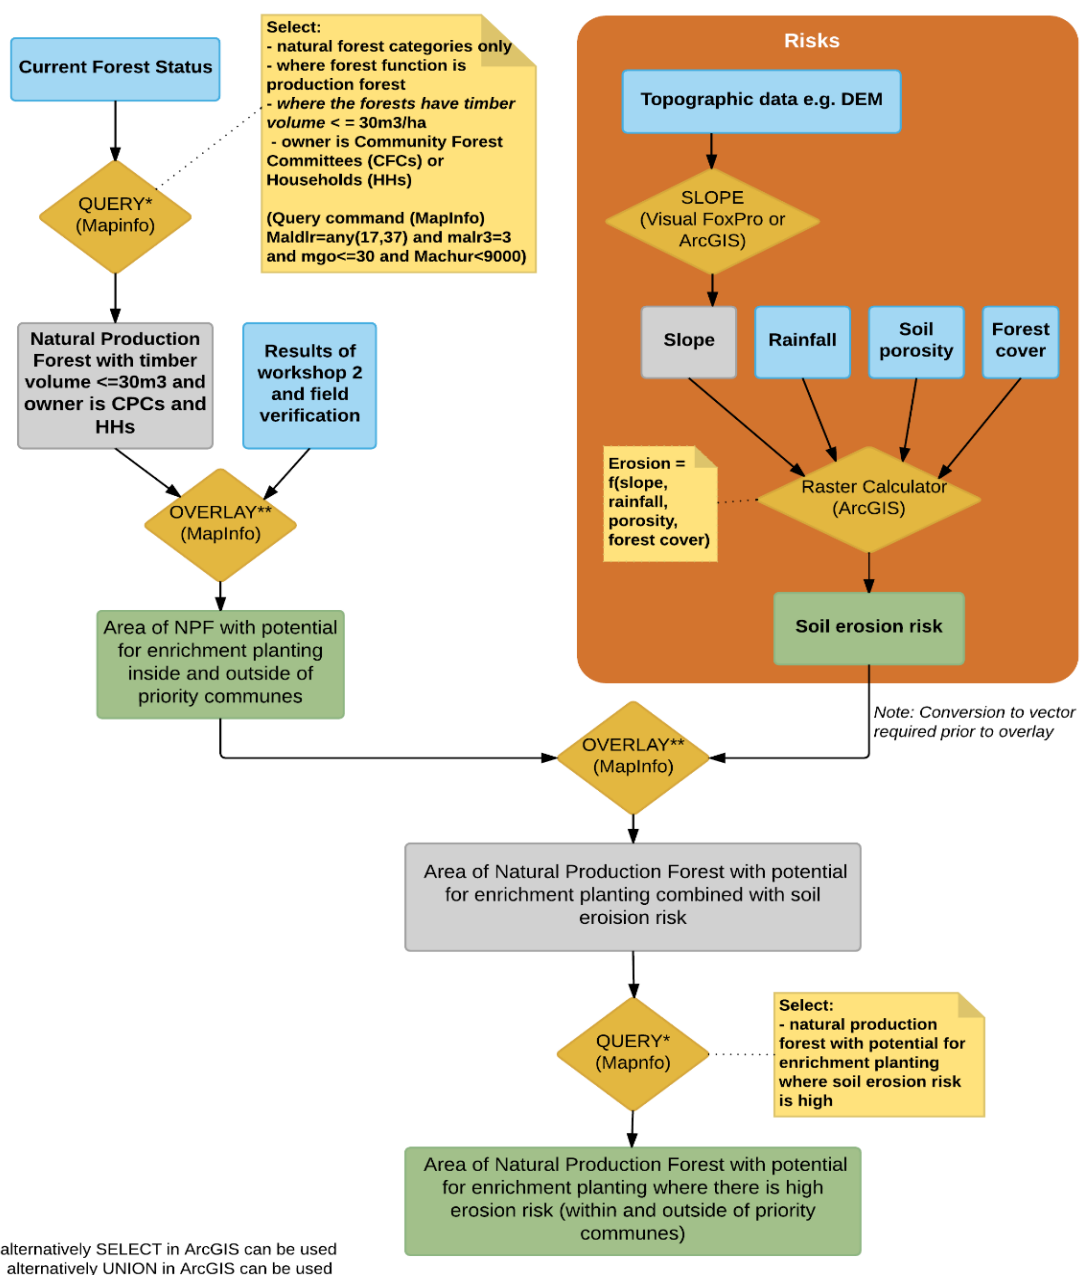 Current Forest Status
QUERY*
(Mapinfo)
Select:
- natural forest categories only
- where forest function is
production forest
- where the forests have timber
volume < = 30m3/ha
- owner is Community Forest
Committees (CFCs) or
Households (HHs)
(Query command (MapInfo)
Maldlr=any(17,37) and malr3=3
and mgo<=30 and Machur<9000)
Natural Production
Forest with timber
volume <=30m3 and
owner is CPCs and
HHs
Results of
workshop 2
and field
verification
OVERLAY**
(MapInfo)
Area of NPF with potential
for enrichment planting
inside and outside of
priority communes
Risks
Topographic data e.g. DEM
SLOPE
(Visual FoxPro or
ArcGIS)
Slope
Rainfall
Soil
porosity
Forest
cover
Erosion =
f(slope,
rainfall,
porosity,
forest cover)
Raster Calculator
(ArcGIS)
Soil erosion risk
Note: Conversion to vector
required prior to overlay
OVERLAY**
(MapInfo)
Area of Natural Production Forest with potential
for enrichment planting combined with soil
eroision risk
QUERY*
(Mapnfo)
Select:
- natural production
forest with potential for
enrichment planting
where soil erosion risk
is high
Area of Natural Production Forest with potential
for enrichment planting where there is high
erosion risk (within and outside of priority
communes)
alternatively SELECT in ArcGIS can be used
alternatively UNION in ArcGIS can be used